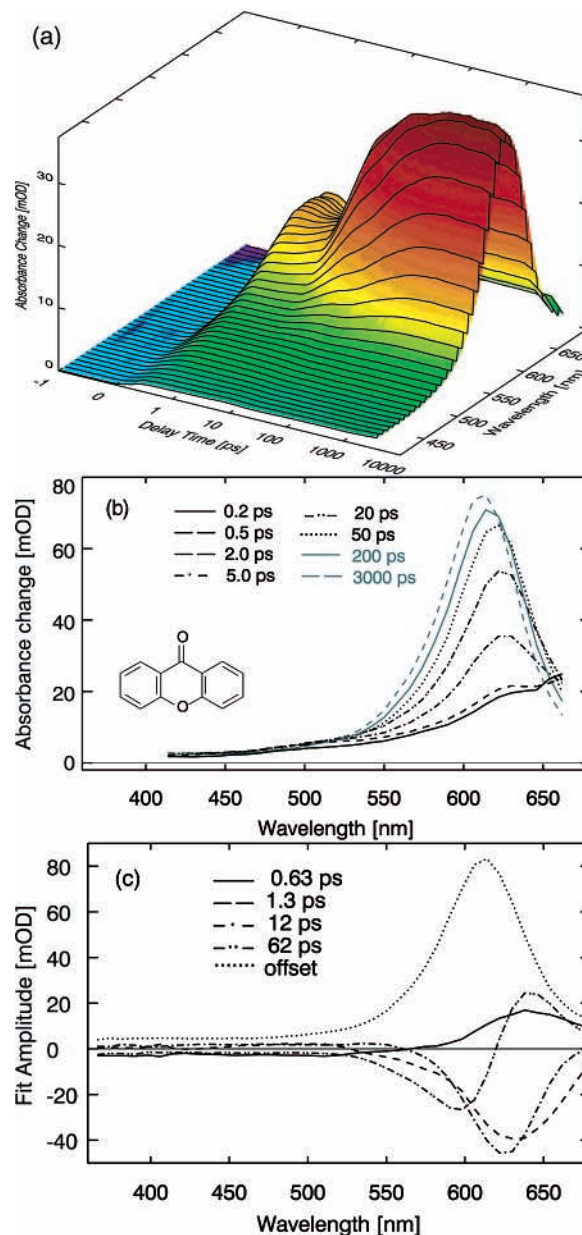 (a)
Absorbance Change [mOD]
30
20
10
0
-1
0
1
10
100
1000
10000
Delay Time [ps]
450
500
550
600
650
Wavelength [nm]
80
60
40
20
0
Absorbance change [mOD]
(b)
0.2 ps
0.5 ps
2.0 ps
5.0 ps
20 ps
50 ps
200 ps
3000 ps
O
O
400 450 500 550 600 650
Wavelength [nm]
80
60
40
20
0
-20
-40
Fit Amplitude [mOD]
(c)
0.63 ps
1.3 ps
12 ps
62 ps
offset
400 450 500 550 600 650
Wavelength [nm]